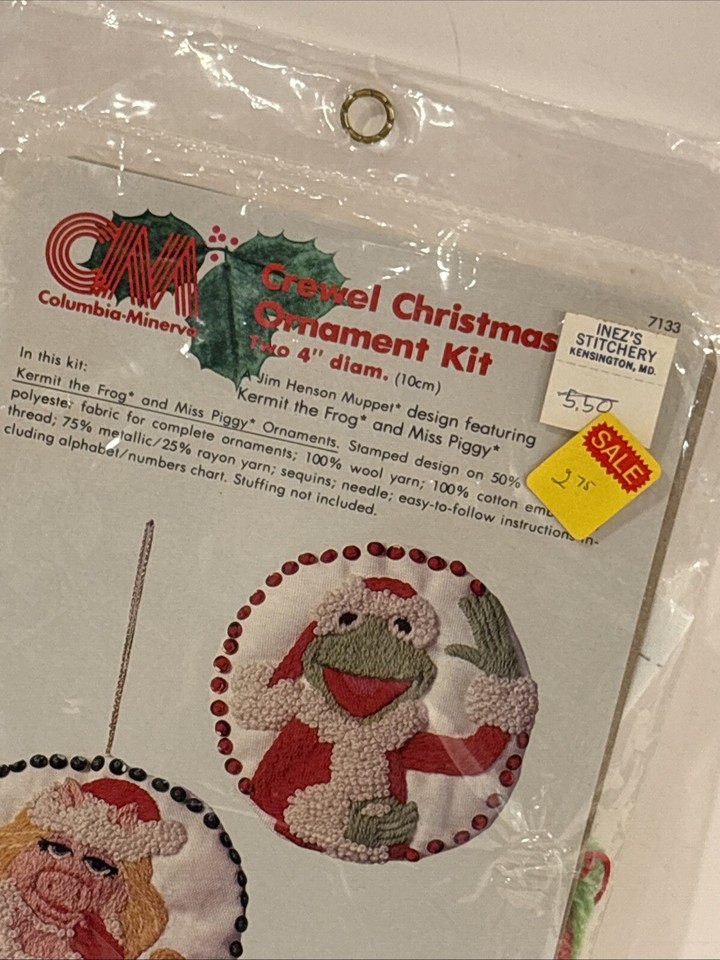 7133
CM
Columbia-Minerva
Crewel Christmas
Ornament Kit
Two 4" diam. (10cm)
A Jim Henson Muppet* design featuring
Kermit the Frog* and Miss Piggy*
INEZ'S
STITCHERY
KENSINGTON, MD.
5.50
SALE
2 75
In this kit:
Kermit the Frog* and Miss Piggy* Ornaments. Stamped design on 50%
polyester fabric for complete ornaments; 100% wool yarn; 100% cotton emb
thread; 75% metallic/25% rayon yarn; sequins; needle; easy-to-follow instructions in-
cluding alphabet/numbers chart. Stuffing not included.